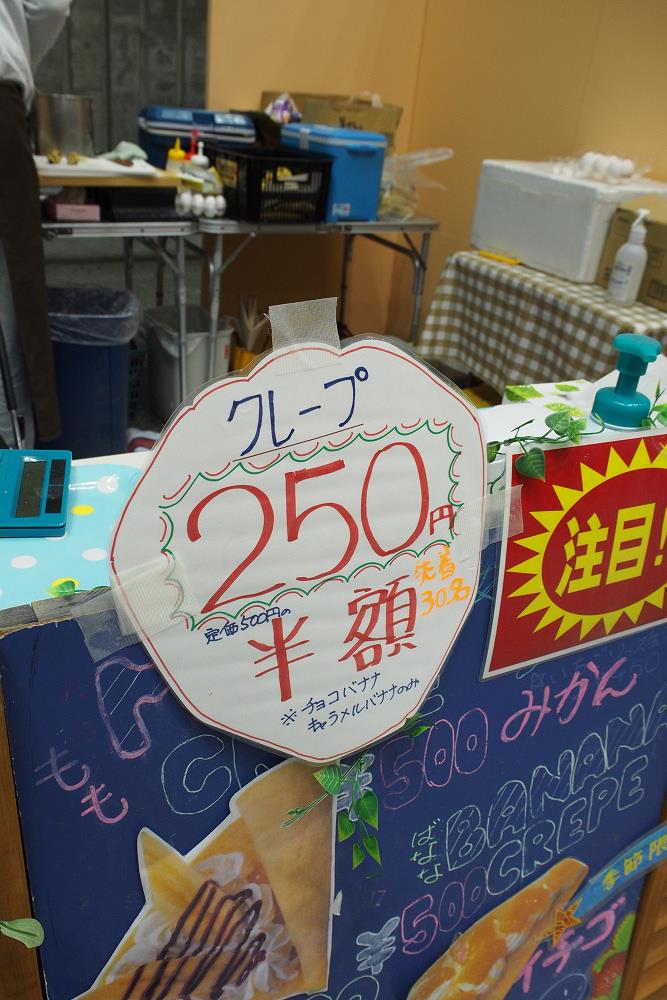 クレープ
250円
定価500円の
半額
先着
30名
※チョコバナナ
キャラメルバナナのみ
注目!
¥500 みかん
もも
ばなな
BANANA
¥500 CREPE
季節限
イチゴ